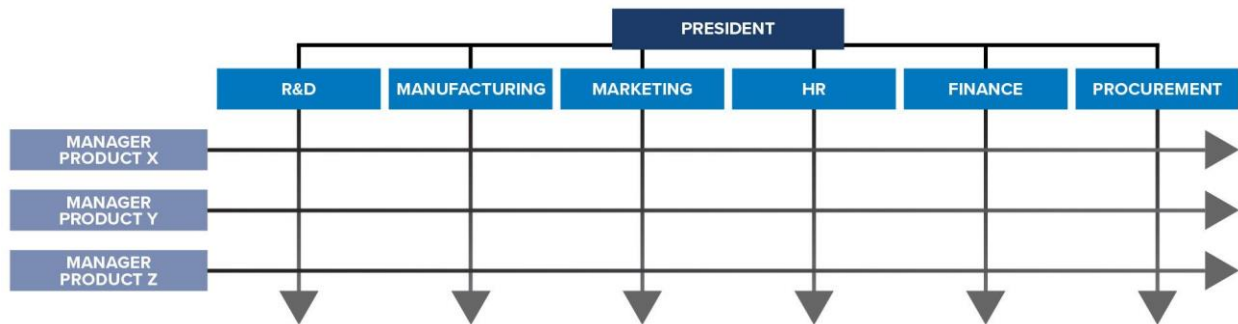 PRESIDENT
R&D
MANUFACTURING
MARKETING
HR
FINANCE
PROCUREMENT
MANAGER
PRODUCT X
MANAGER
PRODUCT Y
MANAGER
PRODUCT Z